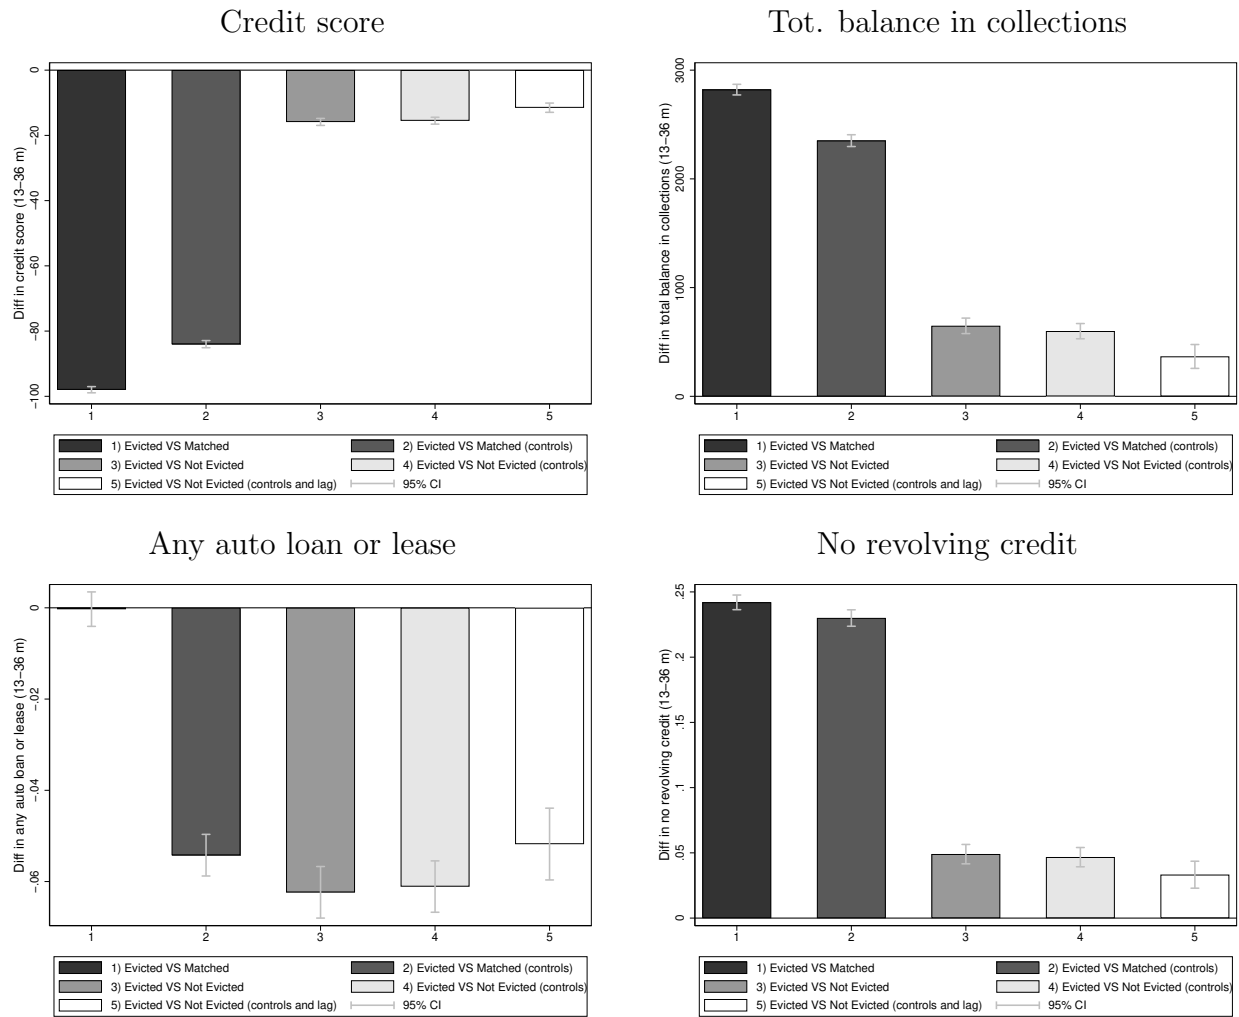 Credit score
Diff in credit score (13−36 m)
0
−20
−40
−60
−80
−100
1 2 3 4 5
1) Evicted VS Matched 2) Evicted VS Matched (controls)
3) Evicted VS Not Evicted 4) Evicted VS Not Evicted (controls)
5) Evicted VS Not Evicted (controls and lag) 95% CI
Tot. balance in collections
Diff in total balance in collections (13−36 m)
3000
2000
1000
0
1 2 3 4 5
1) Evicted VS Matched 2) Evicted VS Matched (controls)
3) Evicted VS Not Evicted 4) Evicted VS Not Evicted (controls)
5) Evicted VS Not Evicted (controls and lag) 95% CI
Any auto loan or lease
Diff in any auto loan or lease (13−36 m)
0
−.02
−.04
−.06
1 2 3 4 5
1) Evicted VS Matched 2) Evicted VS Matched (controls)
3) Evicted VS Not Evicted 4) Evicted VS Not Evicted (controls)
5) Evicted VS Not Evicted (controls and lag) 95% CI
No revolving credit
Diff in no revolving credit (13−36 m)
.25
.2
.15
.1
.05
0
1 2 3 4 5
1) Evicted VS Matched 2) Evicted VS Matched (controls)
3) Evicted VS Not Evicted 4) Evicted VS Not Evicted (controls)
5) Evicted VS Not Evicted (controls and lag) 95% CI